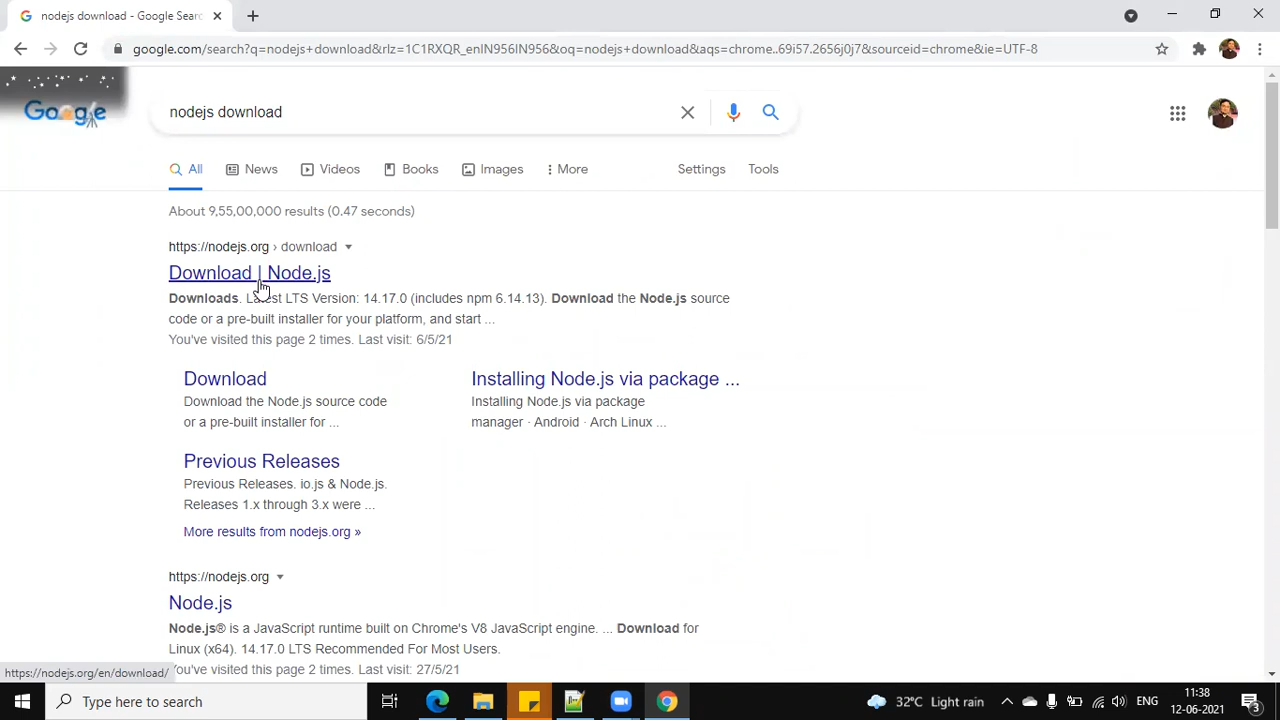 nodejs download - Google Sear
google.com/search?q=nodejs+download&rlz=1C1RXQR_enIN956IN956&oq=nodejs+download&aqs=chrome..69i57.2656j0j7&sourceid=chrome&ie=UTF-8
Google
nodejs download
All News Videos Books Images More Settings Tools
About 9,55,00,000 results (0.47 seconds)
https://nodejs.org › download
Download | Node.js
Downloads. Latest LTS Version: 14.17.0 (includes npm 6.14.13). Download the Node.js source
code or a pre-built installer for your platform, and start ...
You've visited this page 2 times. Last visit: 6/5/21
Download
Download the Node.js source code
or a pre-built installer for ...
Installing Node.js via package ...
Installing Node.js via package
manager · Android · Arch Linux ...
Previous Releases
Previous Releases. io.js & Node.js.
Releases 1.x through 3.x were ...
More results from nodejs.org »
https://nodejs.org
Node.js
Node.js® is a JavaScript runtime built on Chrome's V8 JavaScript engine. ... Download for
Linux (x64). 14.17.0 LTS Recommended For Most Users.
You've visited this page 2 times. Last visit: 27/5/21
https://nodejs.org/en/download/
Type here to search
32°C Light rain
ENG
11:38
12-06-2021
3